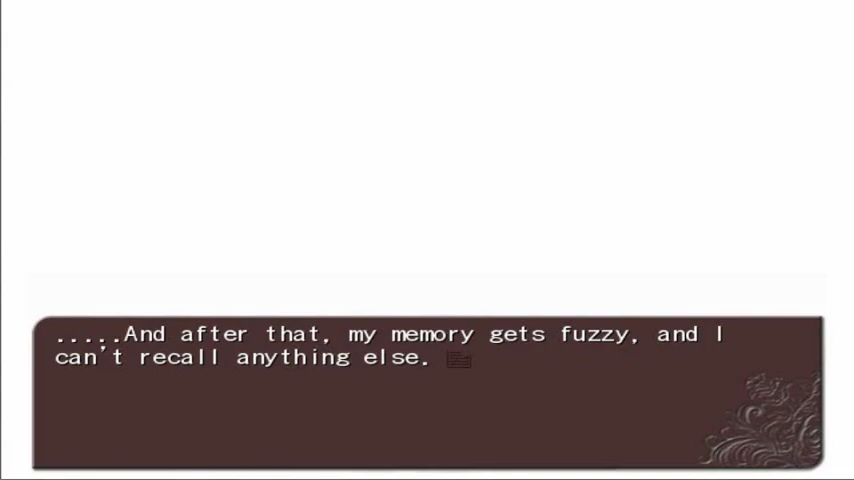 .....And after that, my memory gets fuzzy, and I
can't recall anything else.